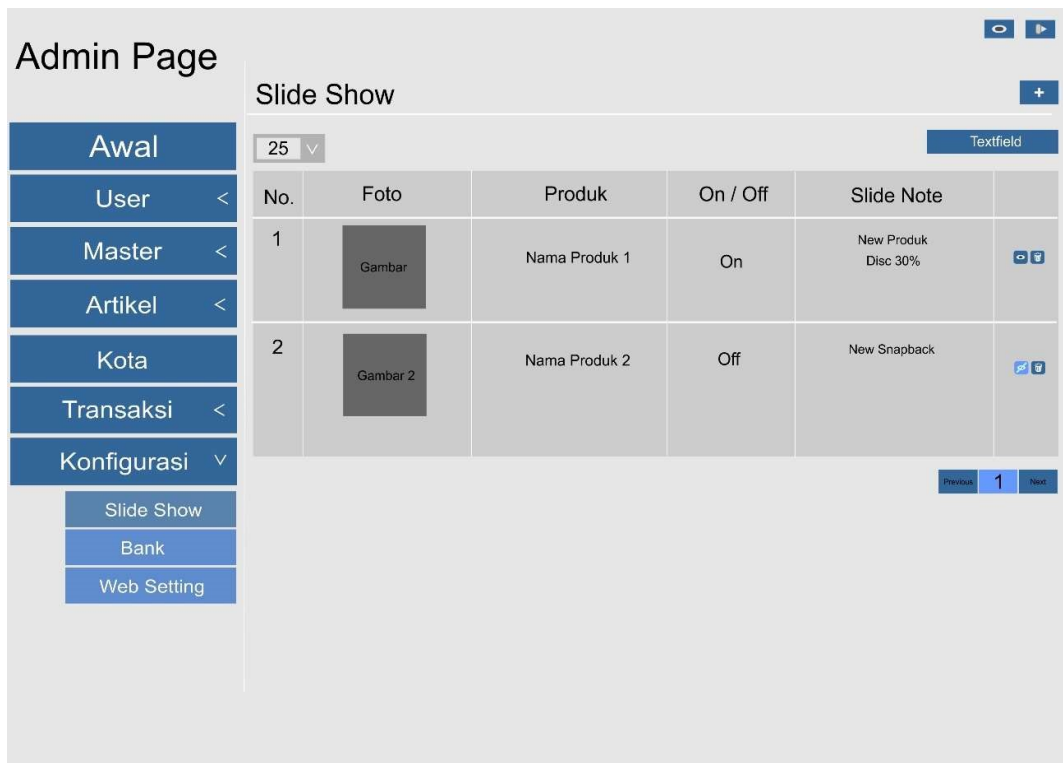 Admin Page
Slide Show
+
Awal
User <
Master <
Artikel <
Kota
Transaksi <
Konfigurasi v
Slide Show
Bank
Web Setting
25 v
Textfield
No. Foto Produk On / Off Slide Note
1 Gambar Nama Produk 1 On New Produk
Disc 30%
2 Gambar 2 Nama Produk 2 Off New Snapback
Previous 1 Next